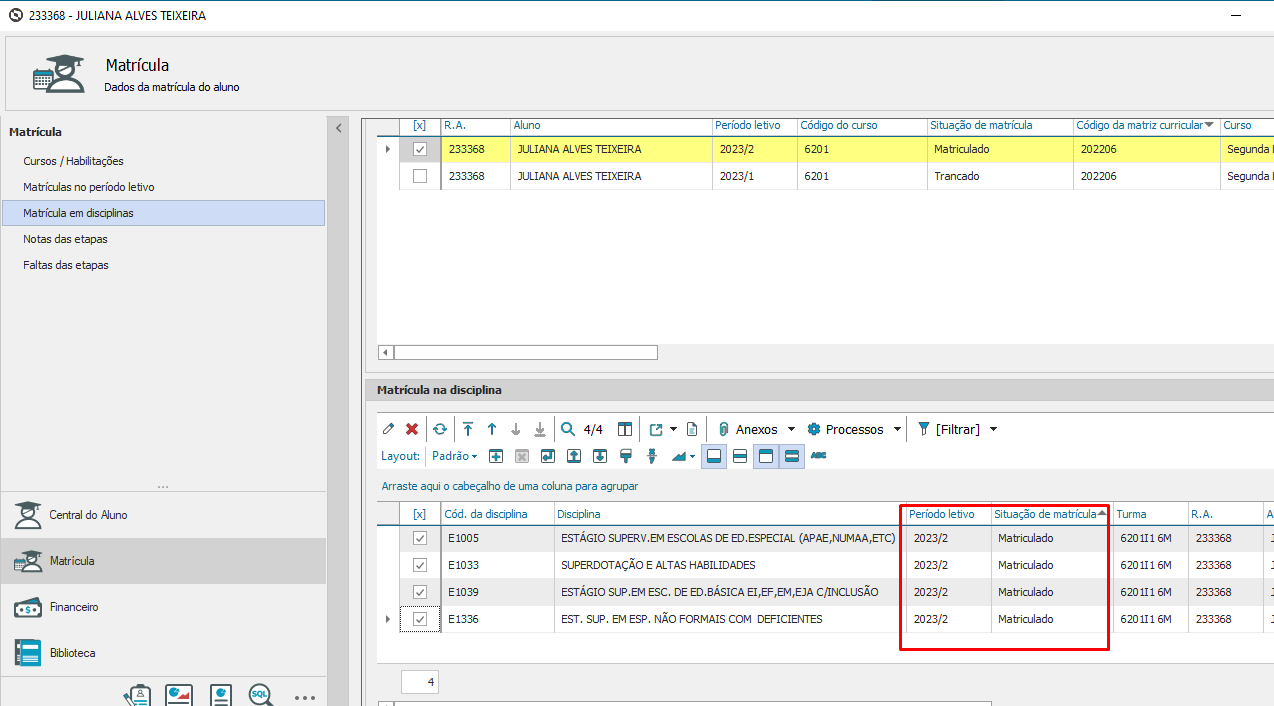 233368 - JULIANA ALVES TEIXEIRA
Matrícula
Dados da matrícula do aluno
Matrícula
Cursos / Habilitações
Matrículas no período letivo
Matrícula em disciplinas
Notas das etapas
Faltas das etapas
Central do Aluno
Matrícula
Financeiro
Biblioteca
SQL
[x] R.A. Aluno Período letivo Código do curso Situação de matrícula Código da matriz curricular Curso
233368 JULIANA ALVES TEIXEIRA 2023/2 6201 Matriculado 202206 Segunda
233368 JULIANA ALVES TEIXEIRA 2023/1 6201 Trancado 202206 Segunda
Matrícula na disciplina
4/4 Anexos Processos [Filtrar]
Layout: Padrão ABC
Arraste aqui o cabeçalho de uma coluna para agrupar
[x] Cód. da disciplina Disciplina Período letivo Situação de matrícula Turma R.A. A
E1005 ESTÁGIO SUPERV.EM ESCOLAS DE ED.ESPECIAL (APAE,NUMAA,ETC) 2023/2 Matriculado 6201I1 6M 233368
E1033 SUPERDOTAÇÃO E ALTAS HABILIDADES 2023/2 Matriculado 6201I1 6M 233368
E1039 ESTÁGIO SUP.EM ESC. DE ED.BÁSICA EI,EF,EM,EJA C/INCLUSÃO 2023/2 Matriculado 6201I1 6M 233368
E1336 EST. SUP. EM ESP. NÃO FORMAIS COM DEFICIENTES 2023/2 Matriculado 6201I1 6M 233368
4